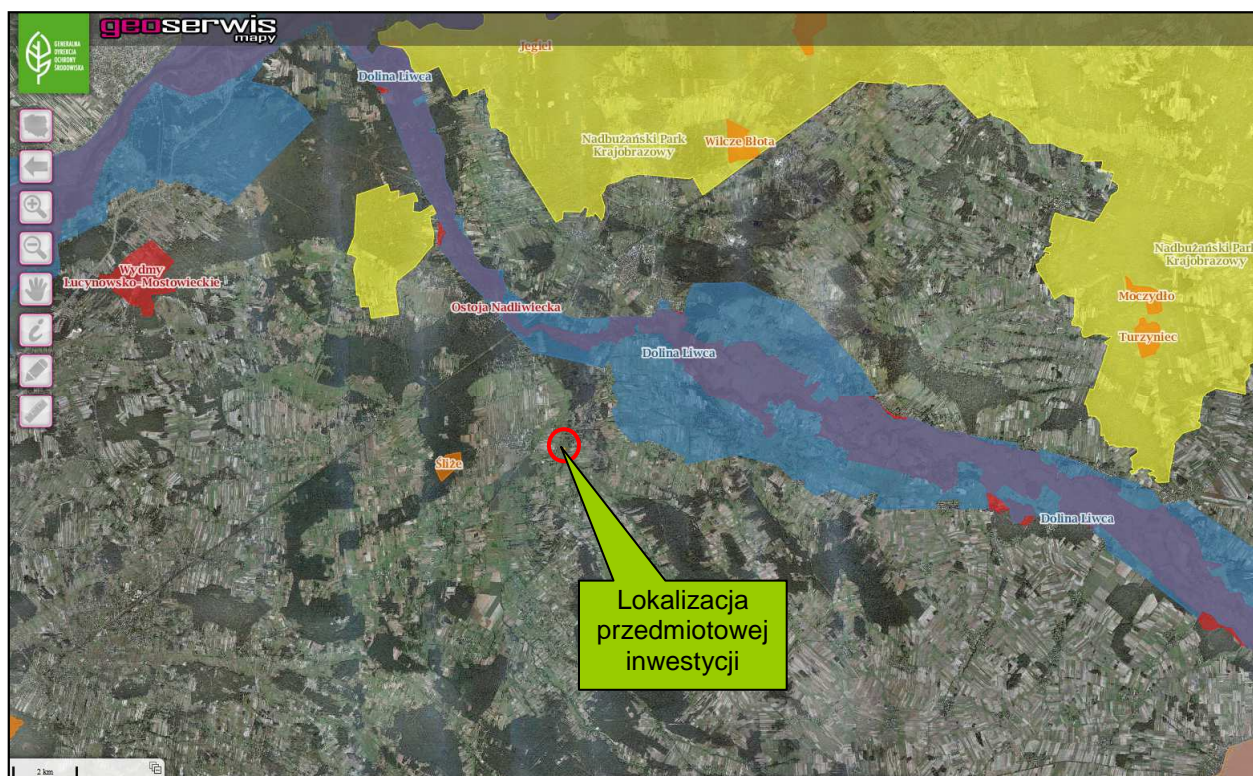 GENERALNA
DYREKCJA
OCHRONY
ŚRODOWISKA
geoserwis
mapy
Jegiel
Dolina Liwca
Nadbużański Park
Krajobrazowy
Wilcze Błota
Nadbużański Park
Krajobrazowy
Wydmy
Łucynowsko-Mostowieckie
Moczydło
Ostoja Nadliwiecka
Turzyniec
Dolina Liwca
Śliże
Dolina Liwca
Lokalizacja
przedmiotowej
inwestycji
2 km